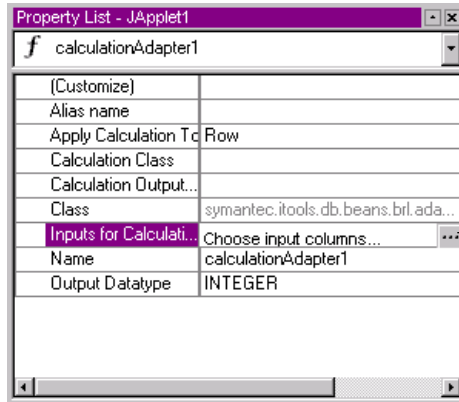 Property List - JApplet1
f calculationAdapter1
(Customize)
Alias name
Apply Calculation To Row
Calculation Class
Calculation Output...
Class symantec.itools.db.beans.brl.ada...
Inputs for Calculati... Choose input columns... ...
Name calculationAdapter1
Output Datatype INTEGER